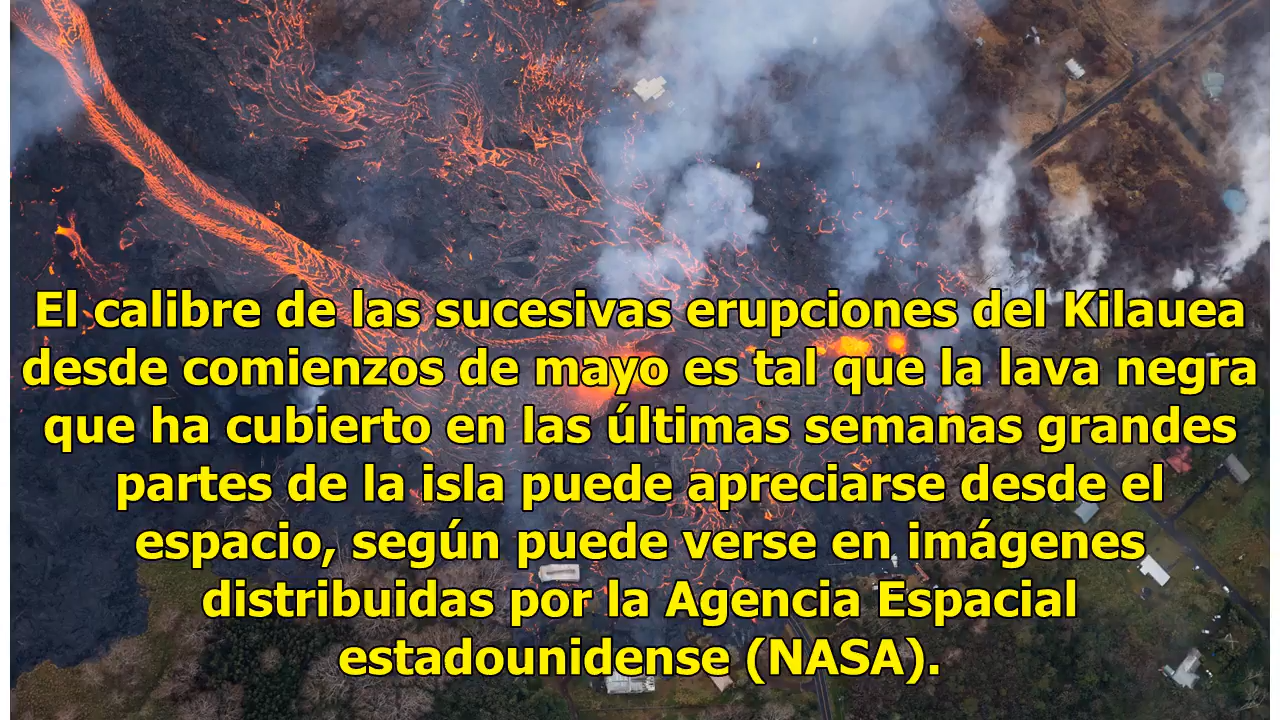 El calibre de las sucesivas erupciones del Kilauea
desde comienzos de mayo es tal que la lava negra
que ha cubierto en las últimas semanas grandes
partes de la isla puede apreciarse desde el
espacio, según puede verse en imágenes
distribuidas por la Agencia Espacial
estadounidense (NASA).